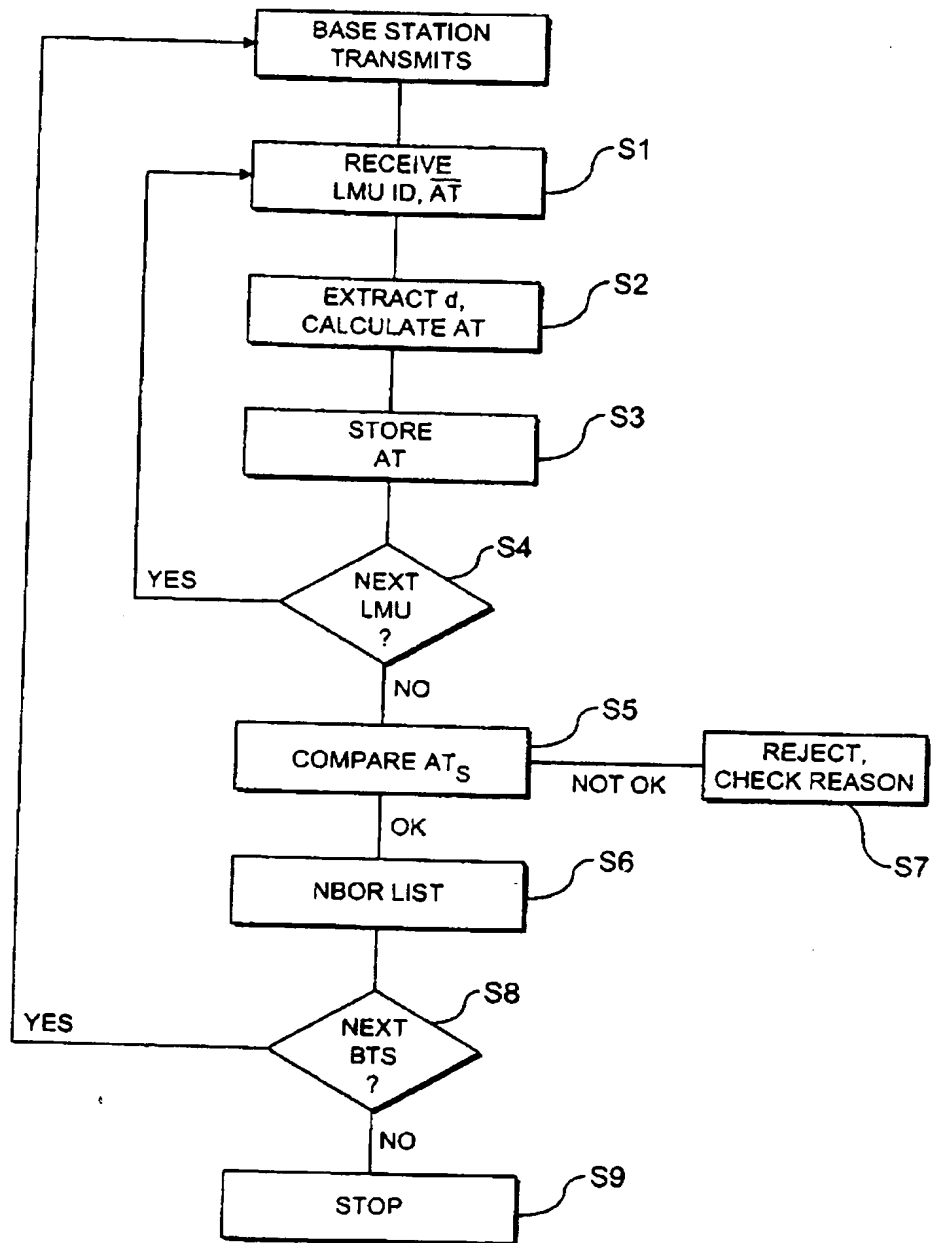 BASE STATION
TRANSMITS
RECEIVE
LMU ID, A̅T̅
S1
EXTRACT d,
CALCULATE AT
S2
STORE
AT
S3
NEXT
LMU
?
S4
YES
NO
COMPARE ATS
S5
NOT OK
REJECT,
CHECK REASON
S7
OK
NBOR LIST
S6
NEXT
BTS
?
S8
YES
NO
STOP
S9